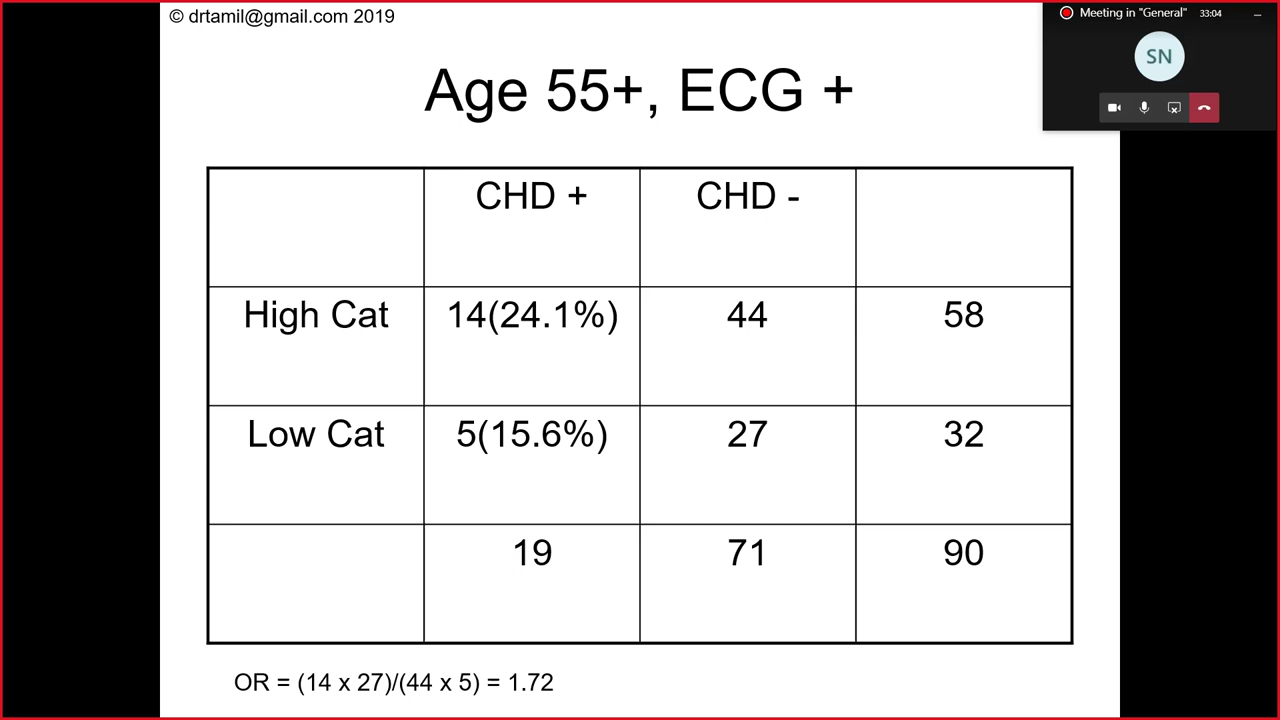 © drtamil@gmail.com 2019
Meeting in "General" 33:04
SN
Age 55+, ECG +
CHD + CHD -
High Cat 14(24.1%) 44 58
Low Cat 5(15.6%) 27 32
19 71 90
OR = (14 x 27)/(44 x 5) = 1.72